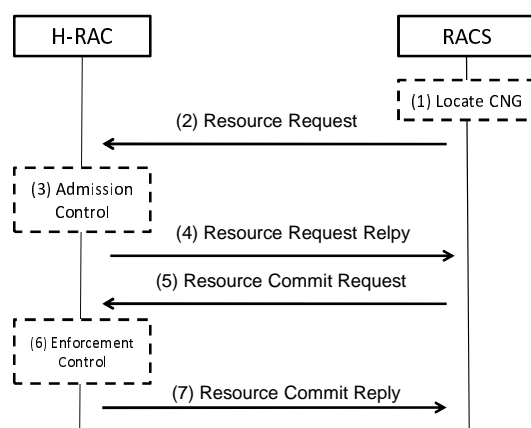 H-RAC
RACS
(1) Locate CNG
(2) Resource Request
(3) Admission
Control
(4) Resource Request Relpy
(5) Resource Commit Request
(6) Enforcement
Control
(7) Resource Commit Reply